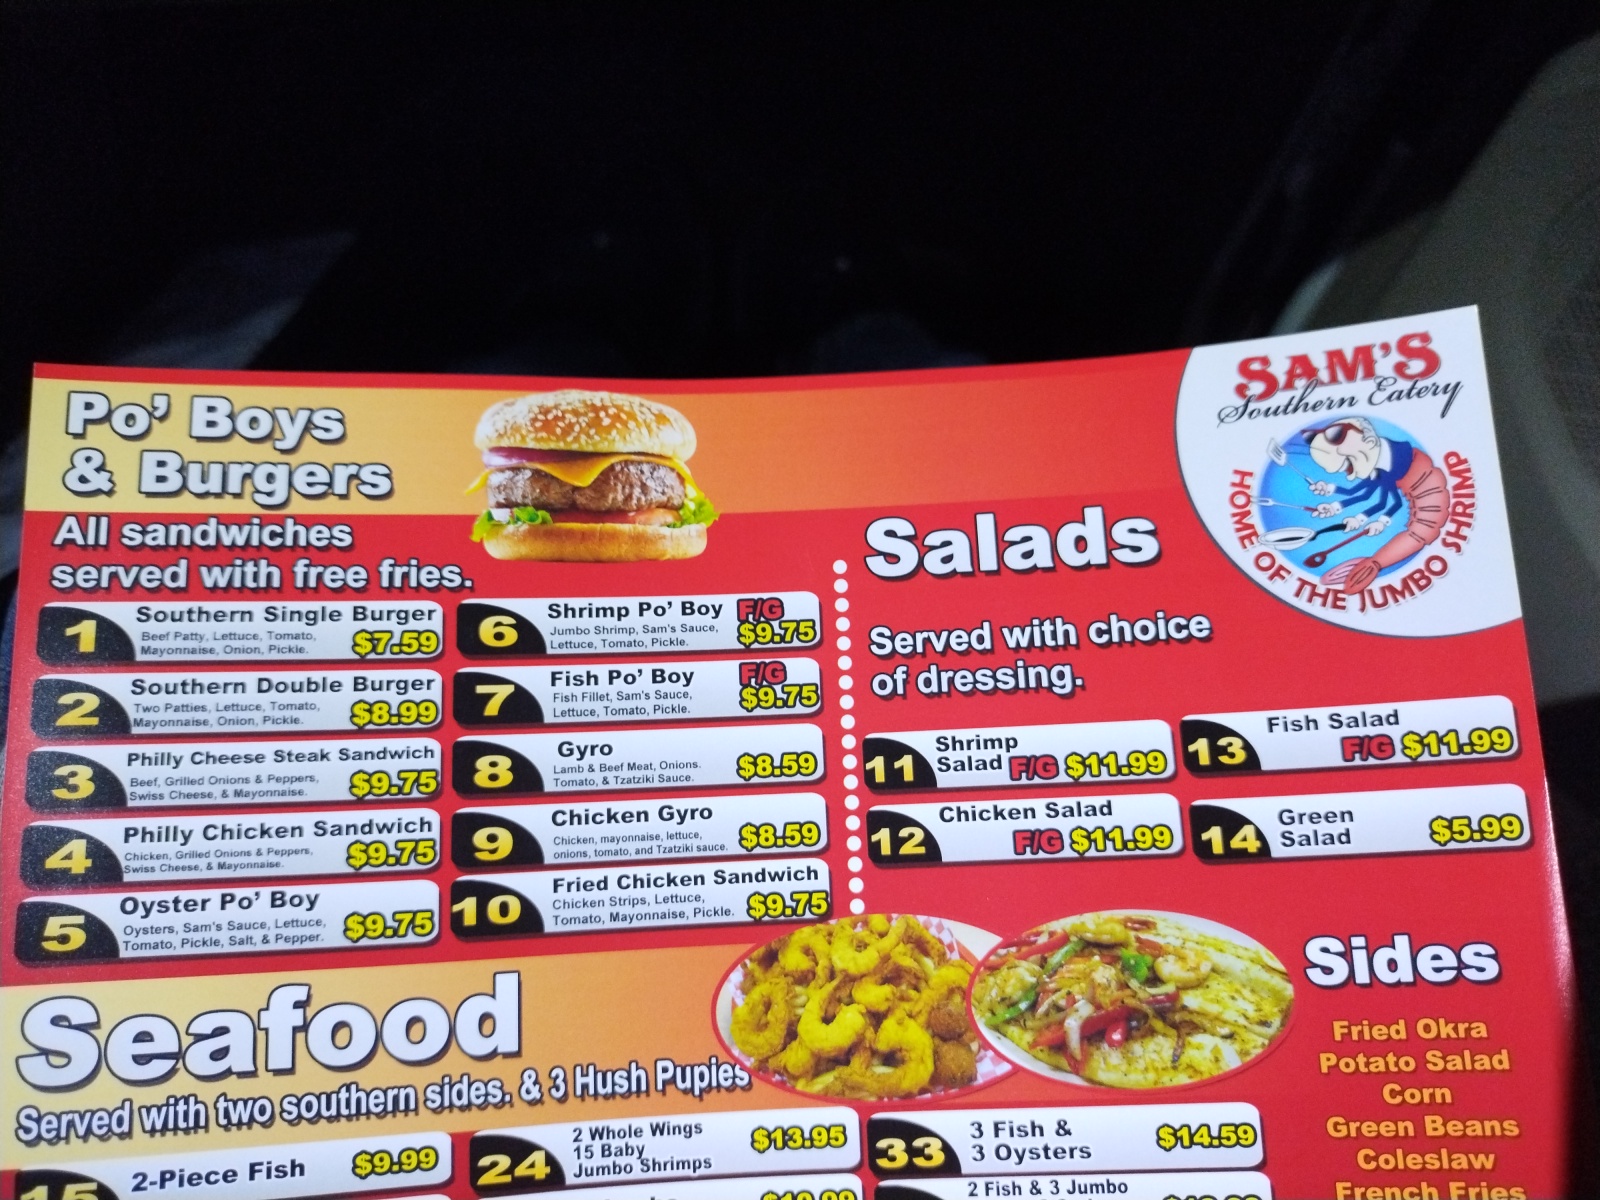 SAM'S
Southern Eatery
HOME OF THE JUMBO SHRIMP
Po' Boys
& Burgers
All sandwiches
served with free fries.
1 Southern Single Burger
Beef Patty, Lettuce, Tomato,
Mayonnaise, Onion, Pickle. $7.59
2 Southern Double Burger
Two Patties, Lettuce, Tomato,
Mayonnaise, Onion, Pickle. $8.99
3 Philly Cheese Steak Sandwich
Beef, Grilled Onions & Peppers,
Swiss Cheese, & Mayonnaise. $9.75
4 Philly Chicken Sandwich
Chicken, Grilled Onions & Peppers,
Swiss Cheese, & Mayonnaise. $9.75
5 Oyster Po' Boy
Oysters, Sam's Sauce, Lettuce,
Tomato, Pickle, Salt, & Pepper. $9.75
6 Shrimp Po' Boy F/G
Jumbo Shrimp, Sam's Sauce,
Lettuce, Tomato, Pickle. $9.75
7 Fish Po' Boy F/G
Fish Fillet, Sam's Sauce,
Lettuce, Tomato, Pickle. $9.75
8 Gyro
Lamb & Beef Meat, Onions.
Tomato, & Tzatziki Sauce. $8.59
9 Chicken Gyro
Chicken, mayonnaise, lettuce,
onions, tomato, and Tzatziki sauce. $8.59
10 Fried Chicken Sandwich
Chicken Strips, Lettuce,
Tomato, Mayonnaise, Pickle. $9.75
Salads
Served with choice
of dressing.
11 Shrimp
Salad F/G $11.99
12 Chicken Salad
F/G $11.99
13 Fish Salad
F/G $11.99
14 Green
Salad $5.99
Seafood
Served with two southern sides. & 3 Hush Pupies
15 2-Piece Fish $9.99
24 2 Whole Wings
15 Baby
Jumbo Shrimps $13.95
33 3 Fish &
3 Oysters $14.59
2 Fish & 3 Jumbo
Sides
Fried Okra
Potato Salad
Corn
Green Beans
Coleslaw
French Fries